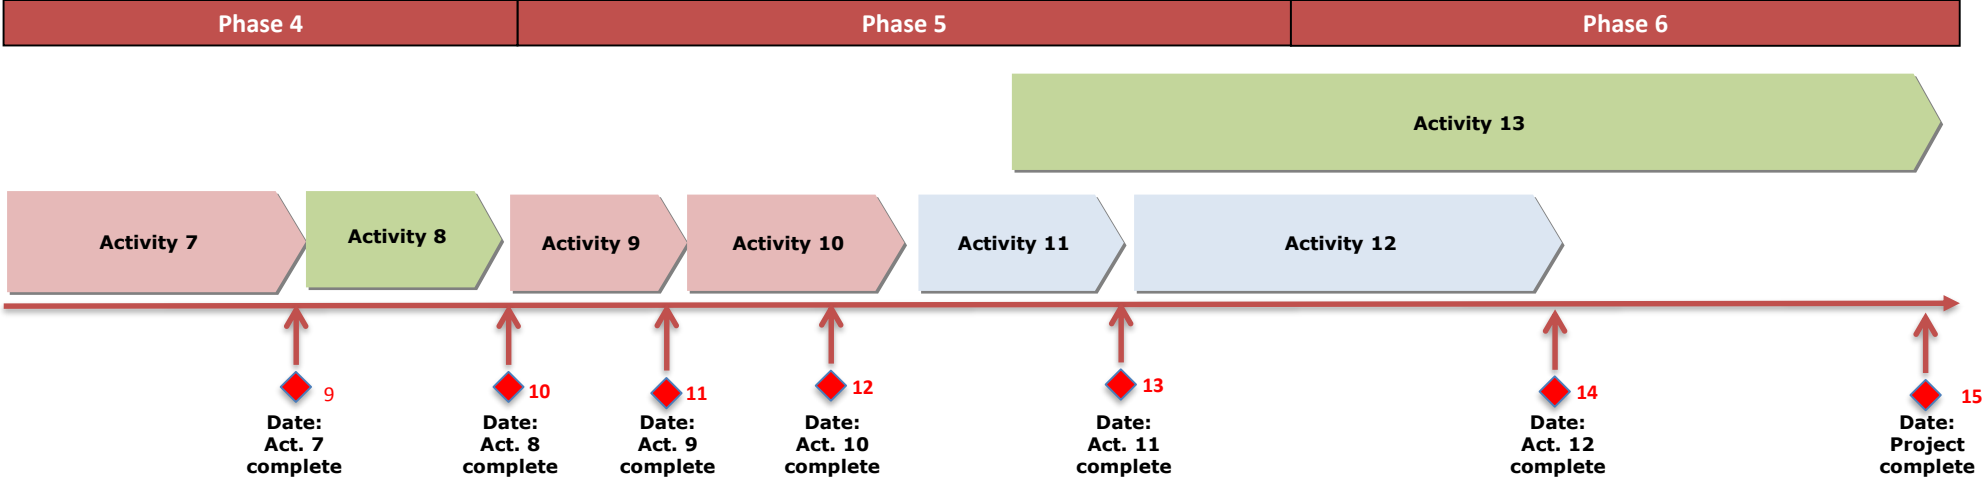 Phase 4
Phase 5
Phase 6
Activity 13
Activity 7
Activity 8
Activity 9
Activity 10
Activity 11
Activity 12
9
10
11
12
13
14
15
Date:
Act. 7
complete
Date:
Act. 8
complete
Date:
Act. 9
complete
Date:
Act. 10
complete
Date:
Act. 11
complete
Date:
Act. 12
complete
Date:
Project
complete